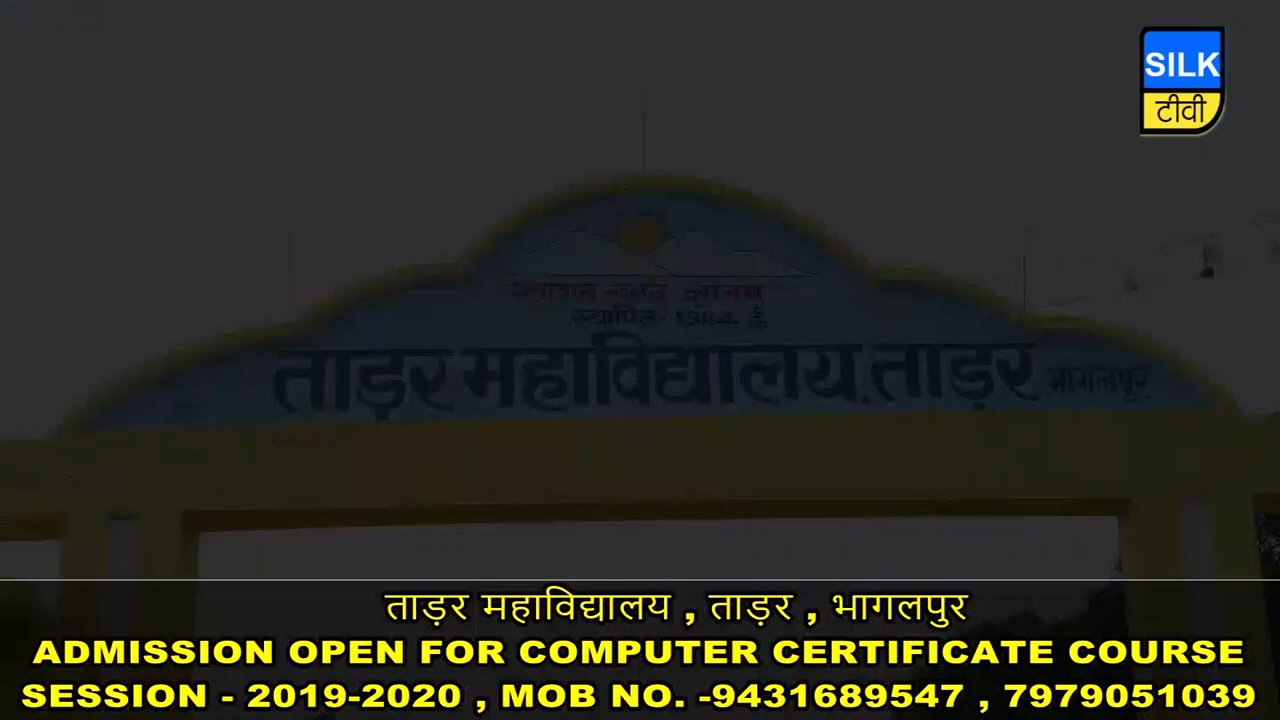 SILK
टीवी
स्थापित- 1984 ई०
ताड़र महाविद्यालय, ताड़र भागलपुर
ताड़र महाविद्यालय , ताड़र , भागलपुर
ADMISSION OPEN FOR COMPUTER CERTIFICATE COURSE
SESSION - 2019-2020 , MOB NO. -9431689547 , 7979051039